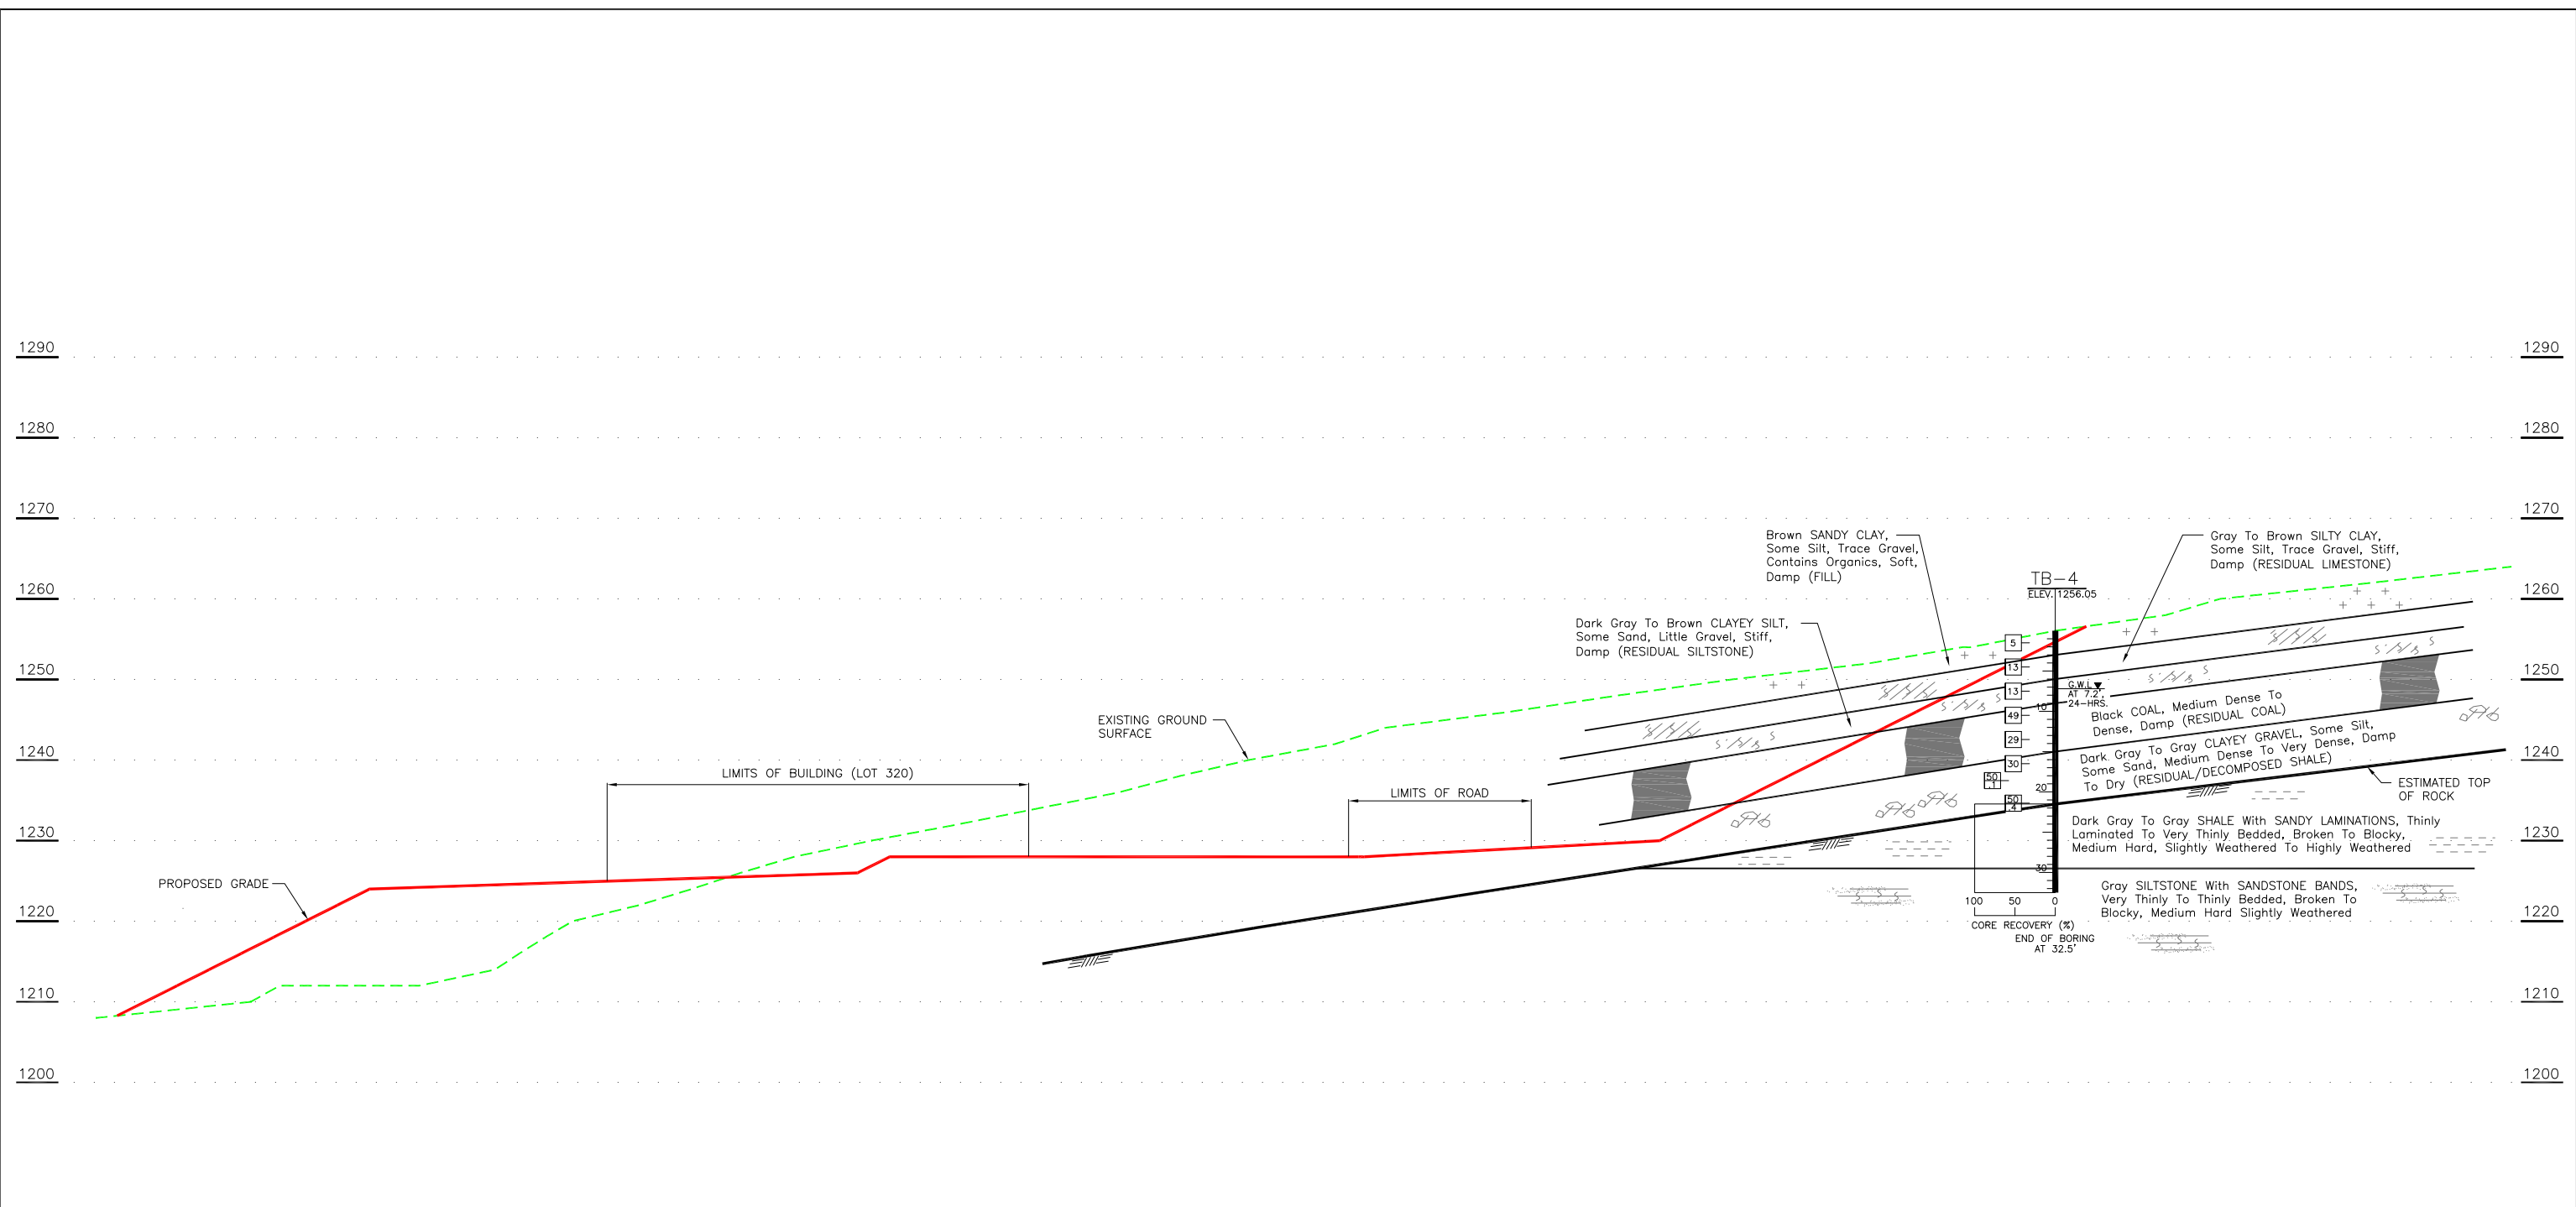 1290
1290
1280
1280
1270
1270
Brown SANDY CLAY,
Some Silt, Trace Gravel,
Contains Organics, Soft,
Damp (FILL)
Gray To Brown SILTY CLAY,
Some Silt, Trace Gravel, Stiff,
Damp (RESIDUAL LIMESTONE)
TB-4
ELEV. 1256.05
1260
1260
Dark Gray To Brown CLAYEY SILT,
Some Sand, Little Gravel, Stiff,
Damp (RESIDUAL SILTSTONE)
5
13
1250
1250
13
G.W.L.
AT 7.2',
24-HRS.
10
49
Black COAL, Medium Dense To
Dense, Damp (RESIDUAL COAL)
EXISTING GROUND
SURFACE
29
1240
1240
Dark Gray To Gray CLAYEY GRAVEL, Some Silt,
Some Sand, Medium Dense To Very Dense, Damp
To Dry (RESIDUAL/DECOMPOSED SHALE)
30
50
.1
20
LIMITS OF BUILDING (LOT 320)
LIMITS OF ROAD
ESTIMATED TOP
OF ROCK
50
.4
1230
1230
Dark Gray To Gray SHALE With SANDY LAMINATIONS, Thinly
Laminated To Very Thinly Bedded, Broken To Blocky,
Medium Hard, Slightly Weathered To Highly Weathered
30
PROPOSED GRADE
Gray SILTSTONE With SANDSTONE BANDS,
Very Thinly To Thinly Bedded, Broken To
Blocky, Medium Hard Slightly Weathered
100 50 0
1220
1220
CORE RECOVERY (%)
END OF BORING
AT 32.5'
1210
1210
1200
1200